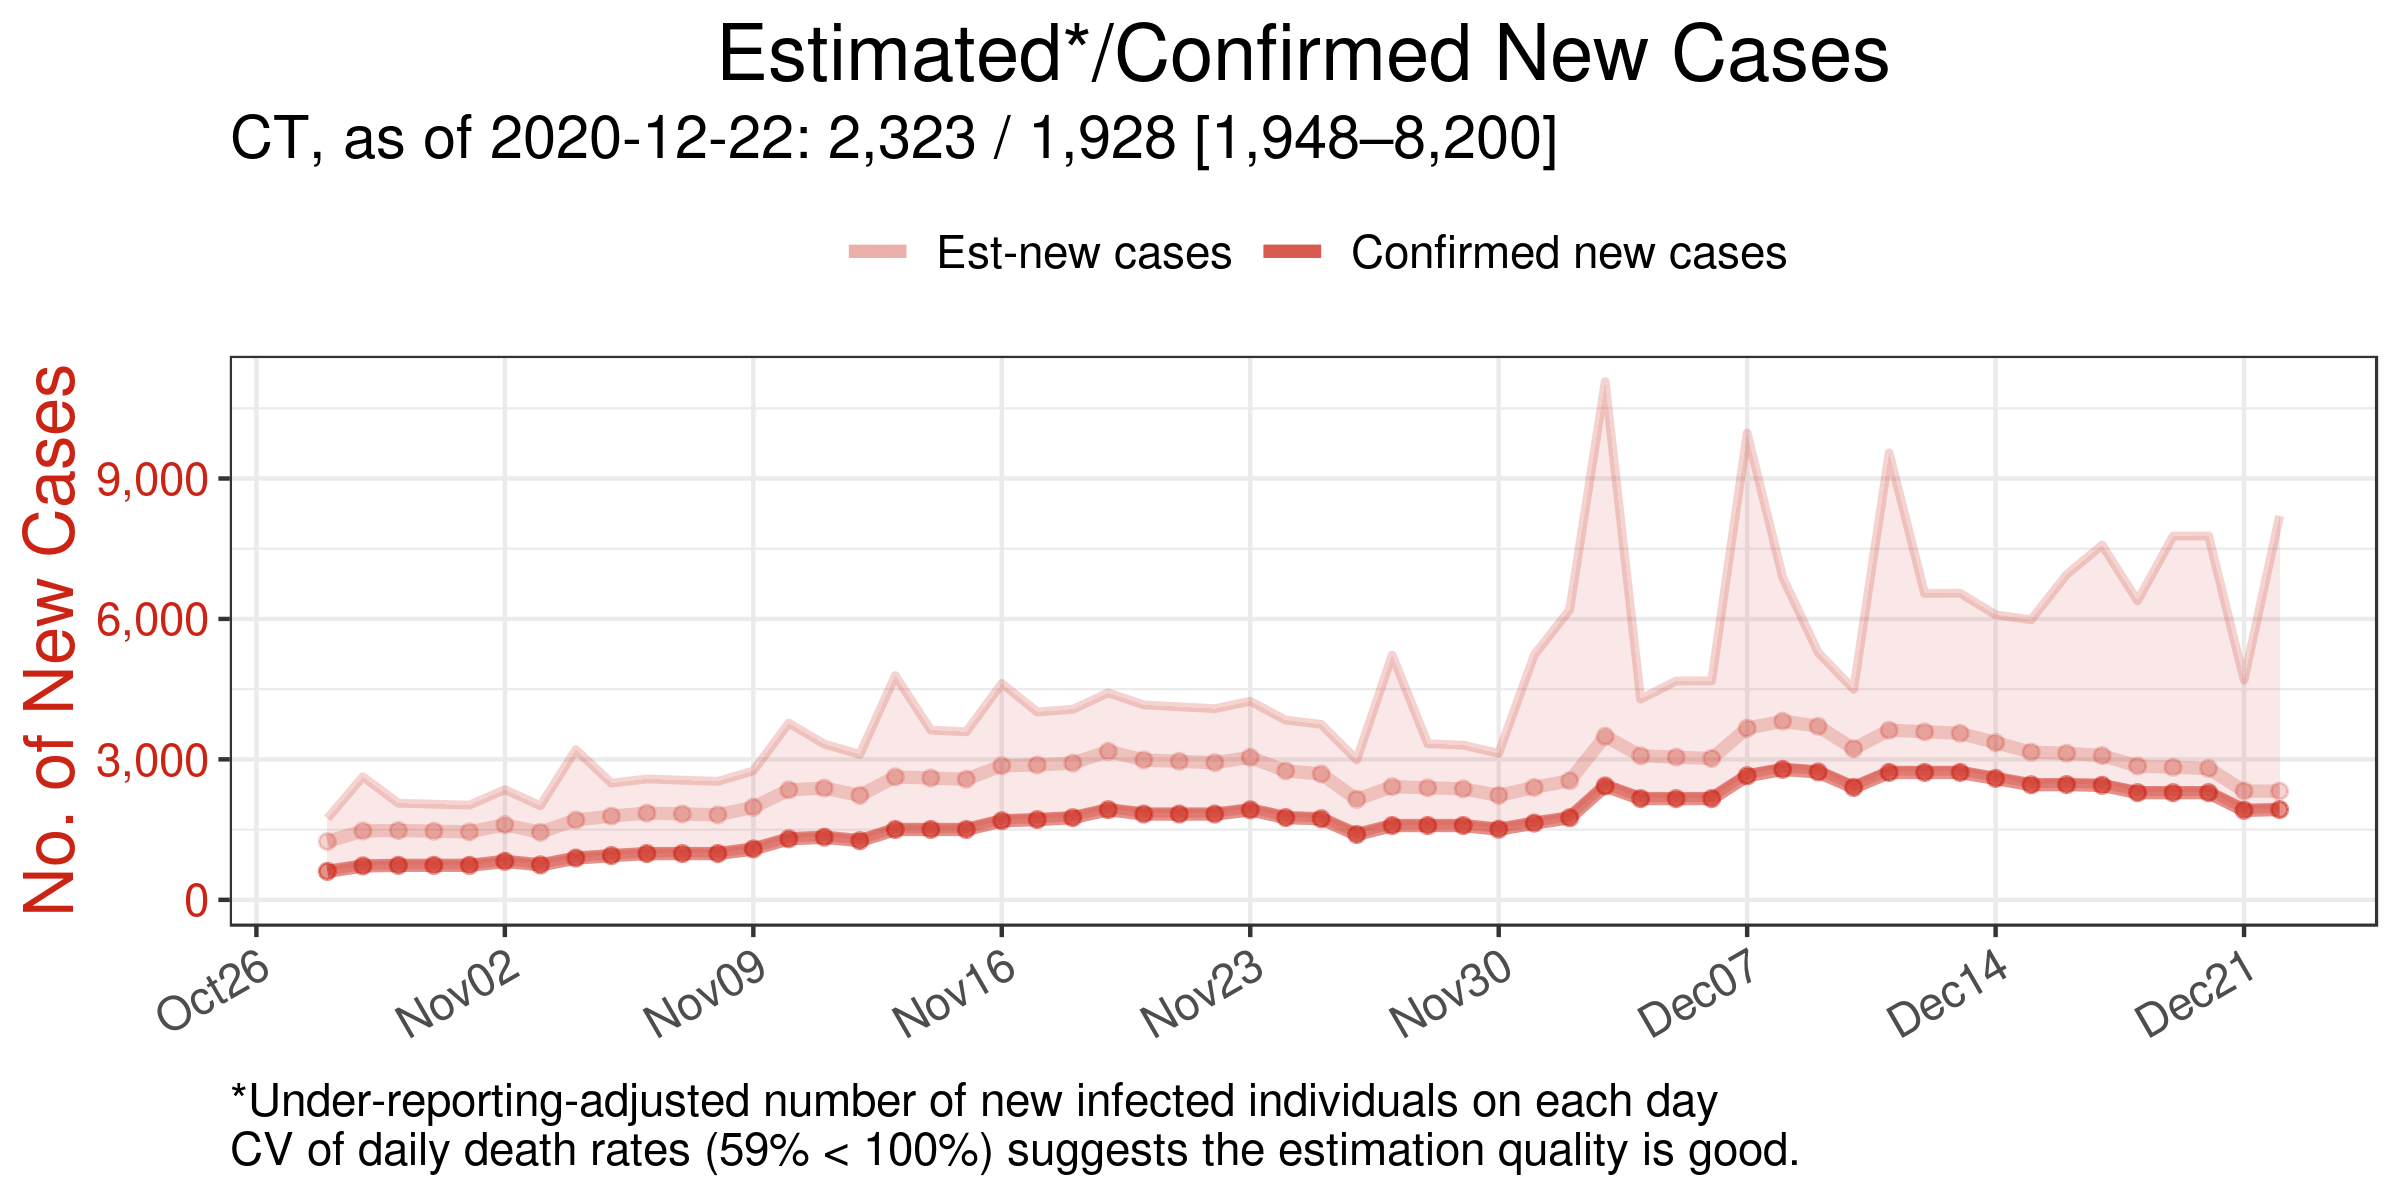 Estimated*/Confirmed New Cases
CT, as of 2020-12-22: 2,323 / 1,928 [1,948–8,200]
Est-new cases
Confirmed new cases
No. of New Cases
9,000
6,000
3,000
0
Oct26
Nov02
Nov09
Nov16
Nov23
Nov30
Dec07
Dec14
Dec21
*Under-reporting-adjusted number of new infected individuals on each day
CV of daily death rates (59% < 100%) suggests the estimation quality is good.